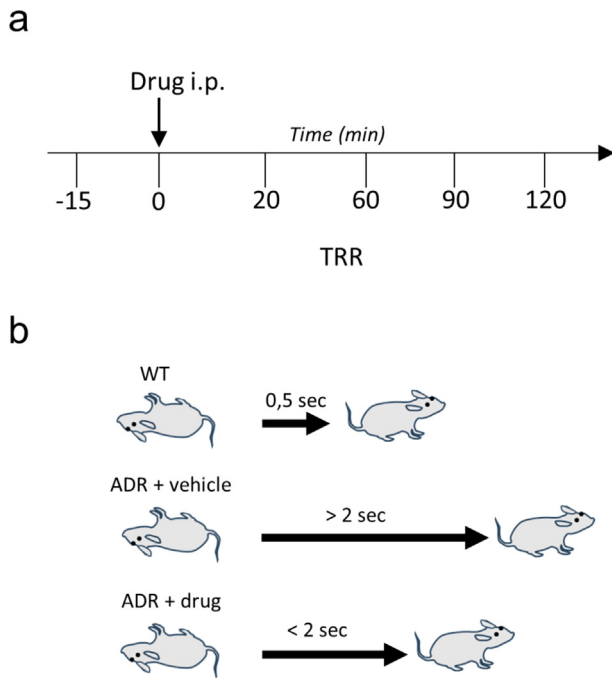 a
Drug i.p.
Time (min)
-15 0 20 60 90 120
TRR
b
WT
0,5 sec
ADR + vehicle
> 2 sec
ADR + drug
< 2 sec